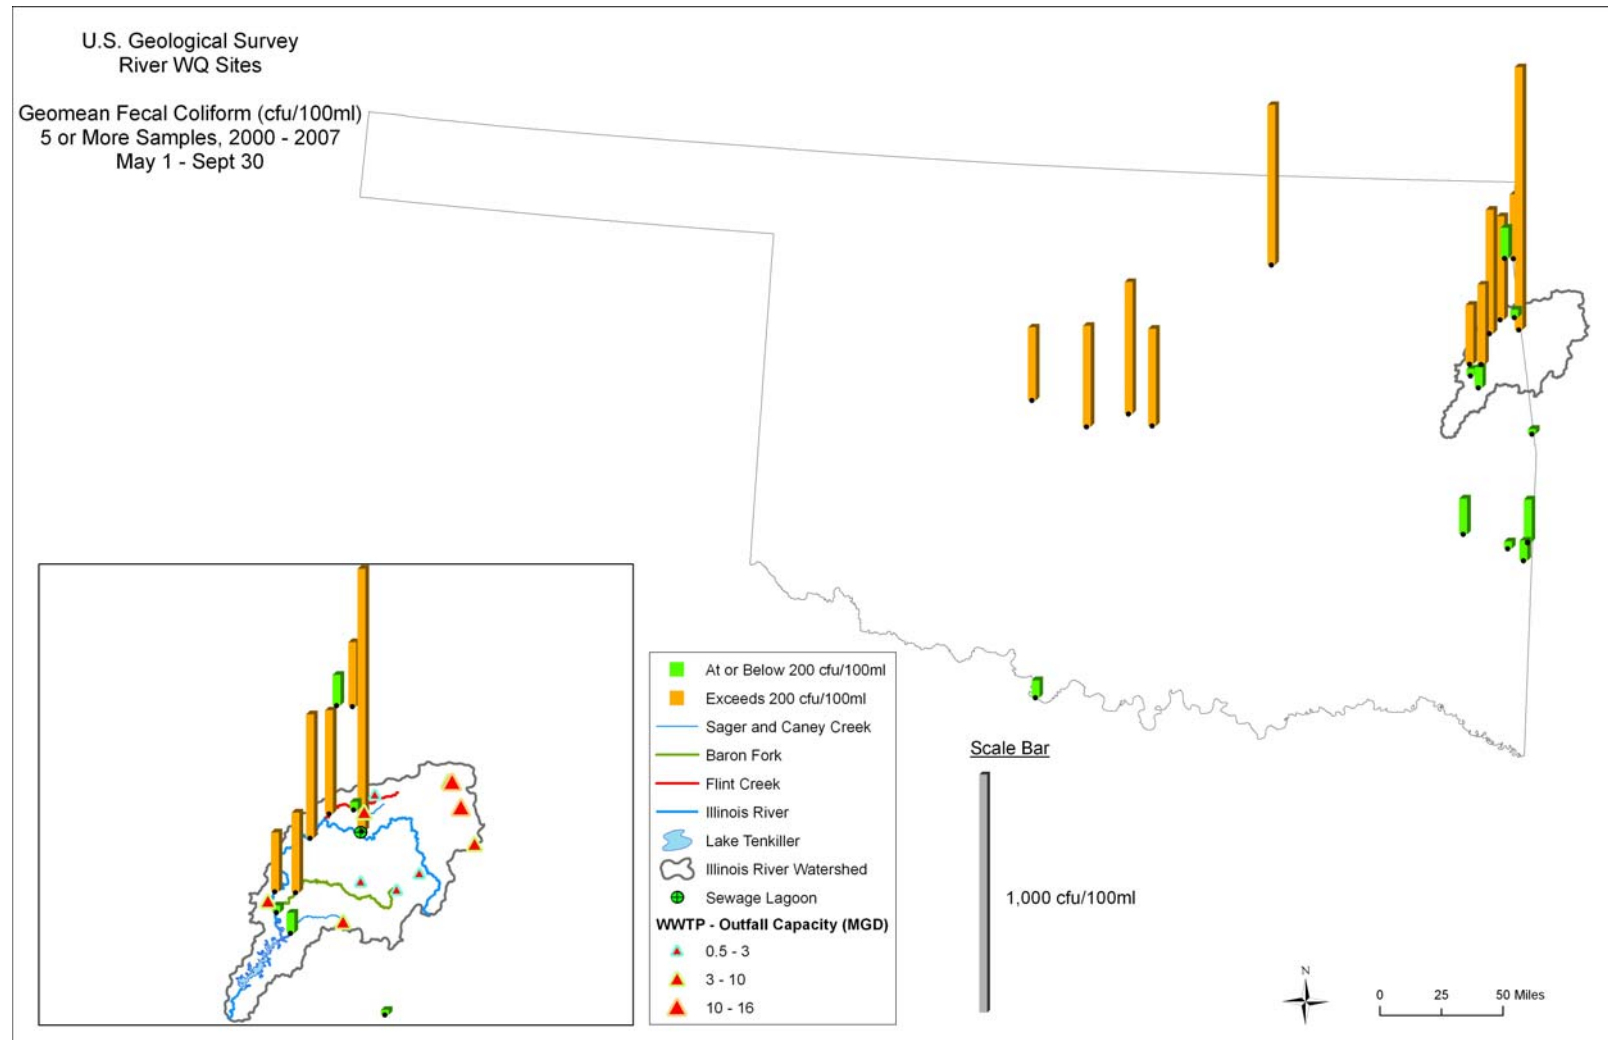 U.S. Geological Survey
River WQ Sites
Geomean Fecal Coliform (cfu/100ml)
5 or More Samples, 2000 - 2007
May 1 - Sept 30
At or Below 200 cfu/100ml
Exceeds 200 cfu/100ml
Sager and Caney Creek
Baron Fork
Flint Creek
Illinois River
Lake Tenkiller
Illinois River Watershed
Sewage Lagoon
WWTP - Outfall Capacity (MGD)
0.5 - 3
3 - 10
10 - 16
Scale Bar
1,000 cfu/100ml
N
0 25 50 Miles